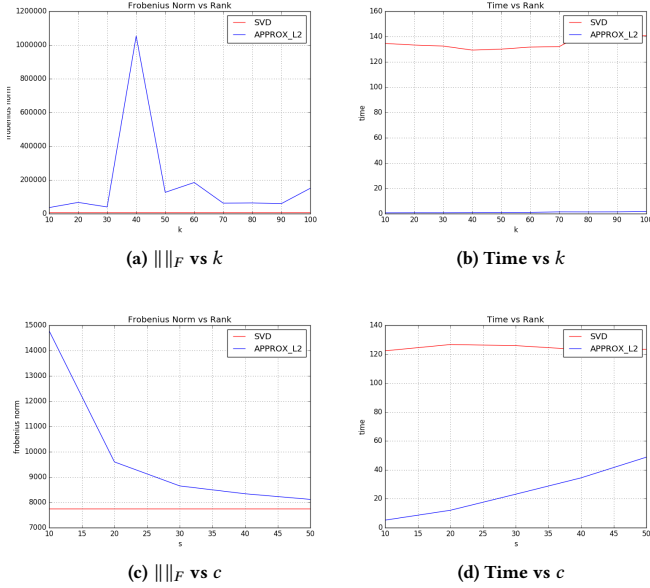 Frobenius Norm vs Rank
1200000
1000000
800000
600000
400000
200000
0
frobenius norm
SVD
APPROX_L2
10 20 30 40 50 60 70 80 90 100
k
(a) ‖ ‖F vs k
Time vs Rank
160
140
120
100
80
60
40
20
0
time
SVD
APPROX_L2
10 20 30 40 50 60 70 80 90 100
k
(b) Time vs k
Frobenius Norm vs Rank
15000
14000
13000
12000
11000
10000
9000
8000
7000
frobenius norm
SVD
APPROX_L2
10 15 20 25 30 35 40 45 50
s
(c) ‖ ‖F vs c
Time vs Rank
140
120
100
80
60
40
20
0
time
SVD
APPROX_L2
10 15 20 25 30 35 40 45 50
s
(d) Time vs c